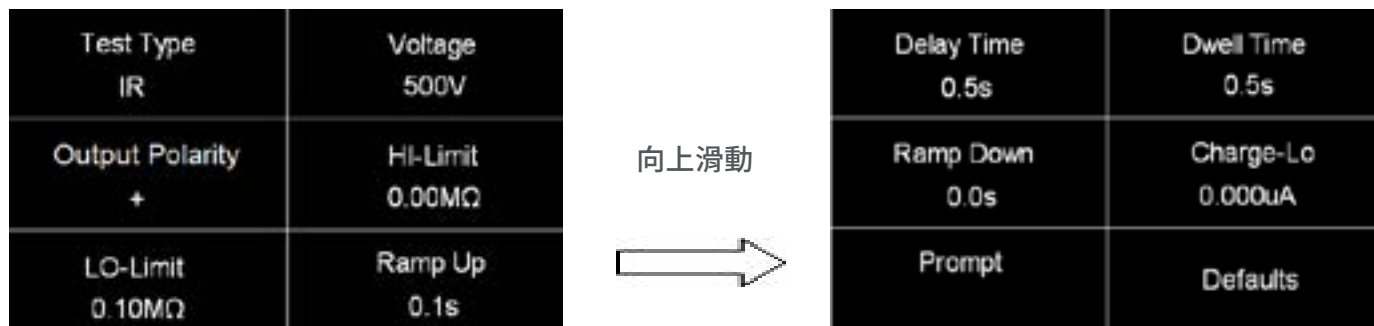 Test Type
IR
Voltage
500V
Output Polarity
+
HI-Limit
0.00MΩ
LO-Limit
0.10MΩ
Ramp Up
0.1s
向上滑動
Delay Time
0.5s
Dwell Time
0.5s
Ramp Down
0.0s
Charge-Lo
0.000uA
Prompt
Defaults